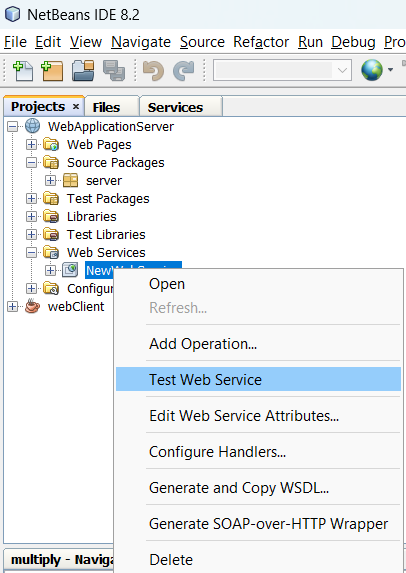 NetBeans IDE 8.2
File Edit View Navigate Source Refactor Run Debug Pro
Projects × Files Services
WebApplicationServer
Web Pages
Source Packages
server
Test Packages
Libraries
Test Libraries
Web Services
Configur
webClient
Open
Refresh...
Add Operation...
Test Web Service
Edit Web Service Attributes...
Configure Handlers...
Generate and Copy WSDL...
Generate SOAP-over-HTTP Wrapper
Delete
multiply - Naviga